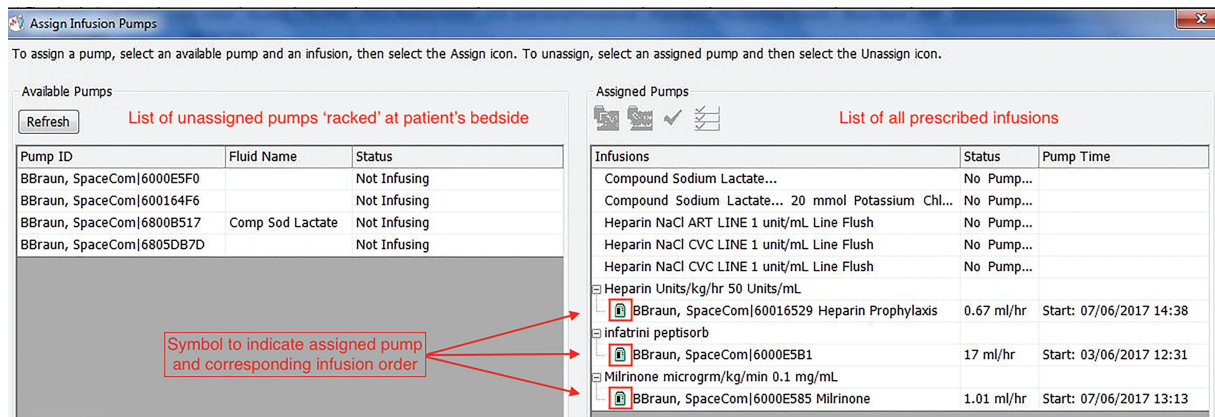 Assign Infusion Pumps
To assign a pump, select an available pump and an infusion, then select the Assign icon. To unassign, select an assigned pump and then select the Unassign icon.
Available Pumps
Refresh
List of unassigned pumps ‘racked’ at patient’s bedside
Pump ID Fluid Name Status
BBraun, SpaceCom|6000E5F0 Not Infusing
BBraun, SpaceCom|600164F6 Not Infusing
BBraun, SpaceCom|6800B517 Comp Sod Lactate Not Infusing
BBraun, SpaceCom|6805DB7D Not Infusing
Symbol to indicate assigned pump
and corresponding infusion order
Assigned Pumps
List of all prescribed infusions
Infusions Status Pump Time
Compound Sodium Lactate... No Pump...
Compound Sodium Lactate... 20 mmol Potassium Chl... No Pump...
Heparin NaCl ART LINE 1 unit/mL Line Flush No Pump...
Heparin NaCl CVC LINE 1 unit/mL Line Flush No Pump...
Heparin NaCl CVC LINE 1 unit/mL Line Flush No Pump...
Heparin Units/kg/hr 50 Units/mL
BBraun, SpaceCom|60016529 Heparin Prophylaxis 0.67 ml/hr Start: 07/06/2017 14:38
infatrini peptisorb
BBraun, SpaceCom|6000E5B1 17 ml/hr Start: 03/06/2017 12:31
Milrinone microgrm/kg/min 0.1 mg/mL
BBraun, SpaceCom|6000E585 Milrinone 1.01 ml/hr Start: 07/06/2017 13:13